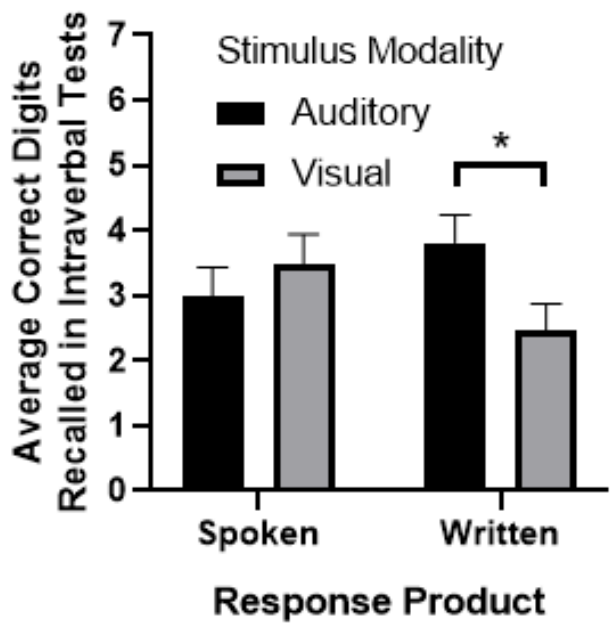 Average Correct Digits
Recalled in Intraverbal Tests
7
6
5
4
3
2
1
0
Stimulus Modality
Auditory
Visual
*
Spoken
Written
Response Product